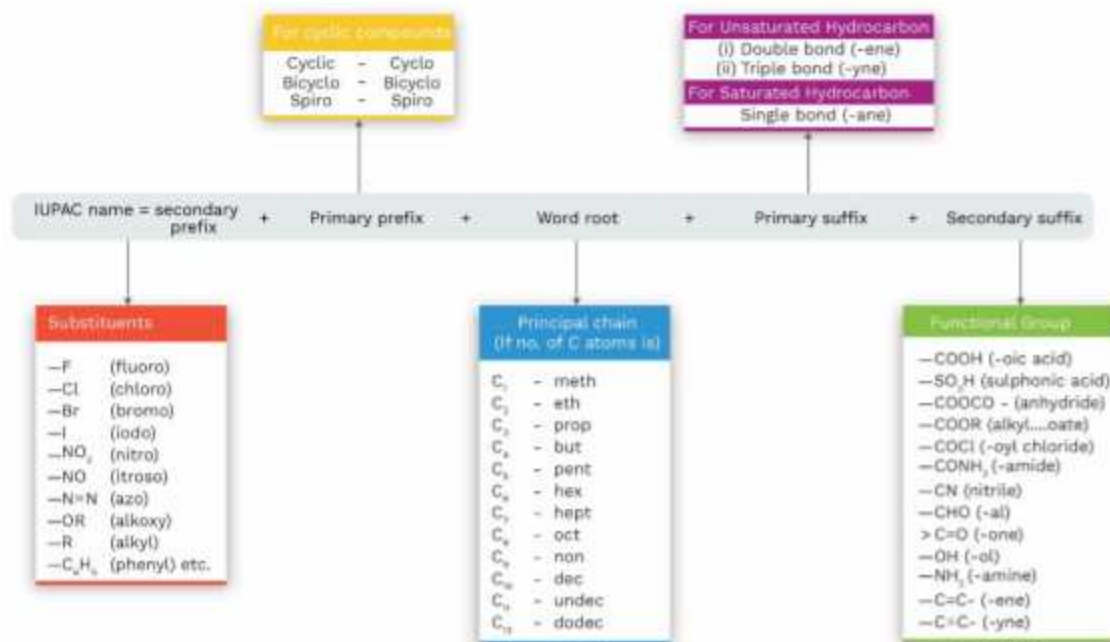 For cyclic compounds
Cyclic - Cyclo
Bicyclo - Bicyclo
Spiro - Spiro
For Unsaturated Hydrocarbon
(i) Double bond (-ene)
(ii) Triple bond (-yne)
For Saturated Hydrocarbon
Single bond (-ane)
IUPAC name = secondary prefix + Primary prefix + Word root + Primary suffix + Secondary suffix
Substituents
—F (fluoro)
—Cl (chloro)
—Br (bromo)
—I (iodo)
—NO₂ (nitro)
—NO (itroso)
—N=N (azo)
—OR (alkoxy)
—R (alkyl)
—C₆H₅ (phenyl) etc.
Principal chain
(If no. of C atoms is)
C₁ - meth
C₂ - eth
C₃ - prop
C₄ - but
C₅ - pent
C₆ - hex
C₇ - hept
C₈ - oct
C₉ - non
C₁₀ - dec
C₁₁ - undec
C₁₂ - dodec
Functional Group
—COOH (-oic acid)
—SO₃H (sulphonic acid)
—COOCO - (anhydride)
—COOR (alkyl....oate)
—COCl (-oyl chloride)
—CONH₂ (-amide)
—CN (nitrile)
—CHO (-al)
>C=O (-one)
—OH (-ol)
—NH₂ (-amine)
—C=C- (-ene)
—C≡C- (-yne)